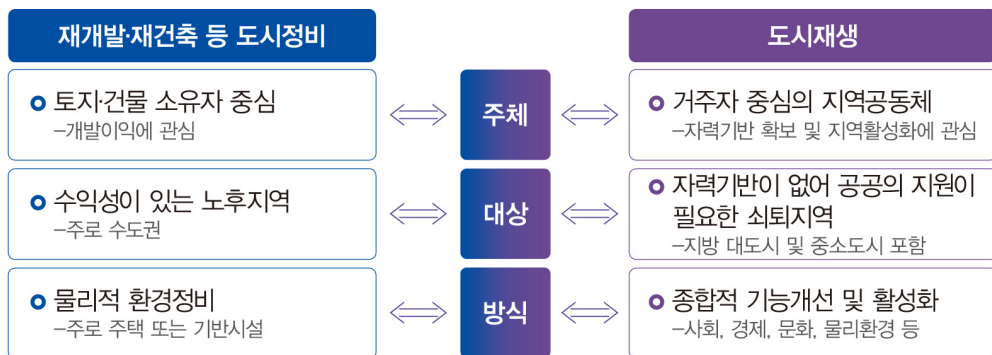 재개발·재건축 등 도시정비
도시재생
토지·건물 소유자 중심
–개발이익에 관심
주체
거주자 중심의 지역공동체
–자력기반 확보 및 지역활성화에 관심
수익성이 있는 노후지역
–주로 수도권
대상
자력기반이 없어 공공의 지원이
필요한 쇠퇴지역
–지방 대도시 및 중소도시 포함
물리적 환경정비
–주로 주택 또는 기반시설
방식
종합적 기능개선 및 활성화
–사회, 경제, 문화, 물리환경 등